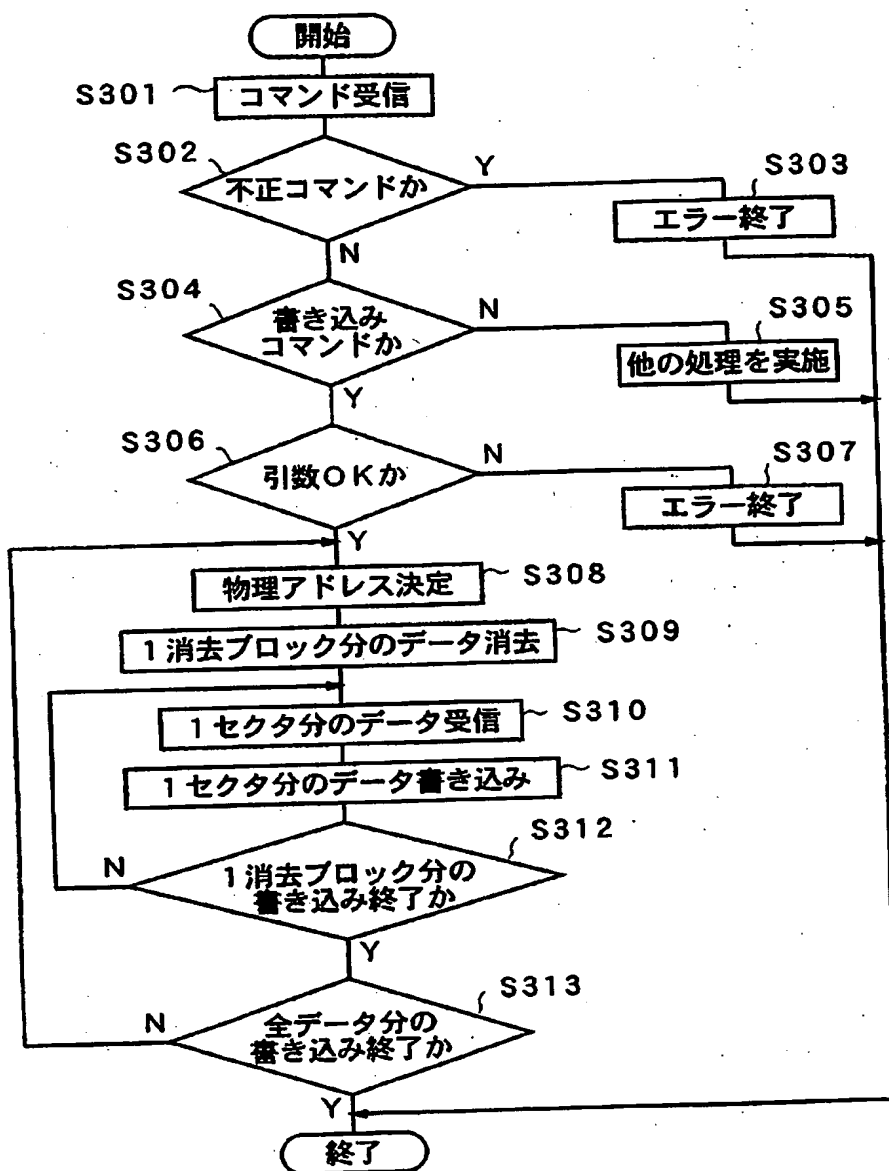 開始
S301
コマンド受信
S302
不正コマンドか
Y
S303
エラー終了
N
S304
書き込み
コマンドか
N
S305
他の処理を実施
Y
S306
引数OKか
N
S307
エラー終了
Y
物理アドレス決定
S308
1消去ブロック分のデータ消去
S309
1セクタ分のデータ受信
S310
1セクタ分のデータ書き込み
S311
S312
1消去ブロック分の
書き込み終了か
N
Y
S313
全データ分の
書き込み終了か
N
Y
終了